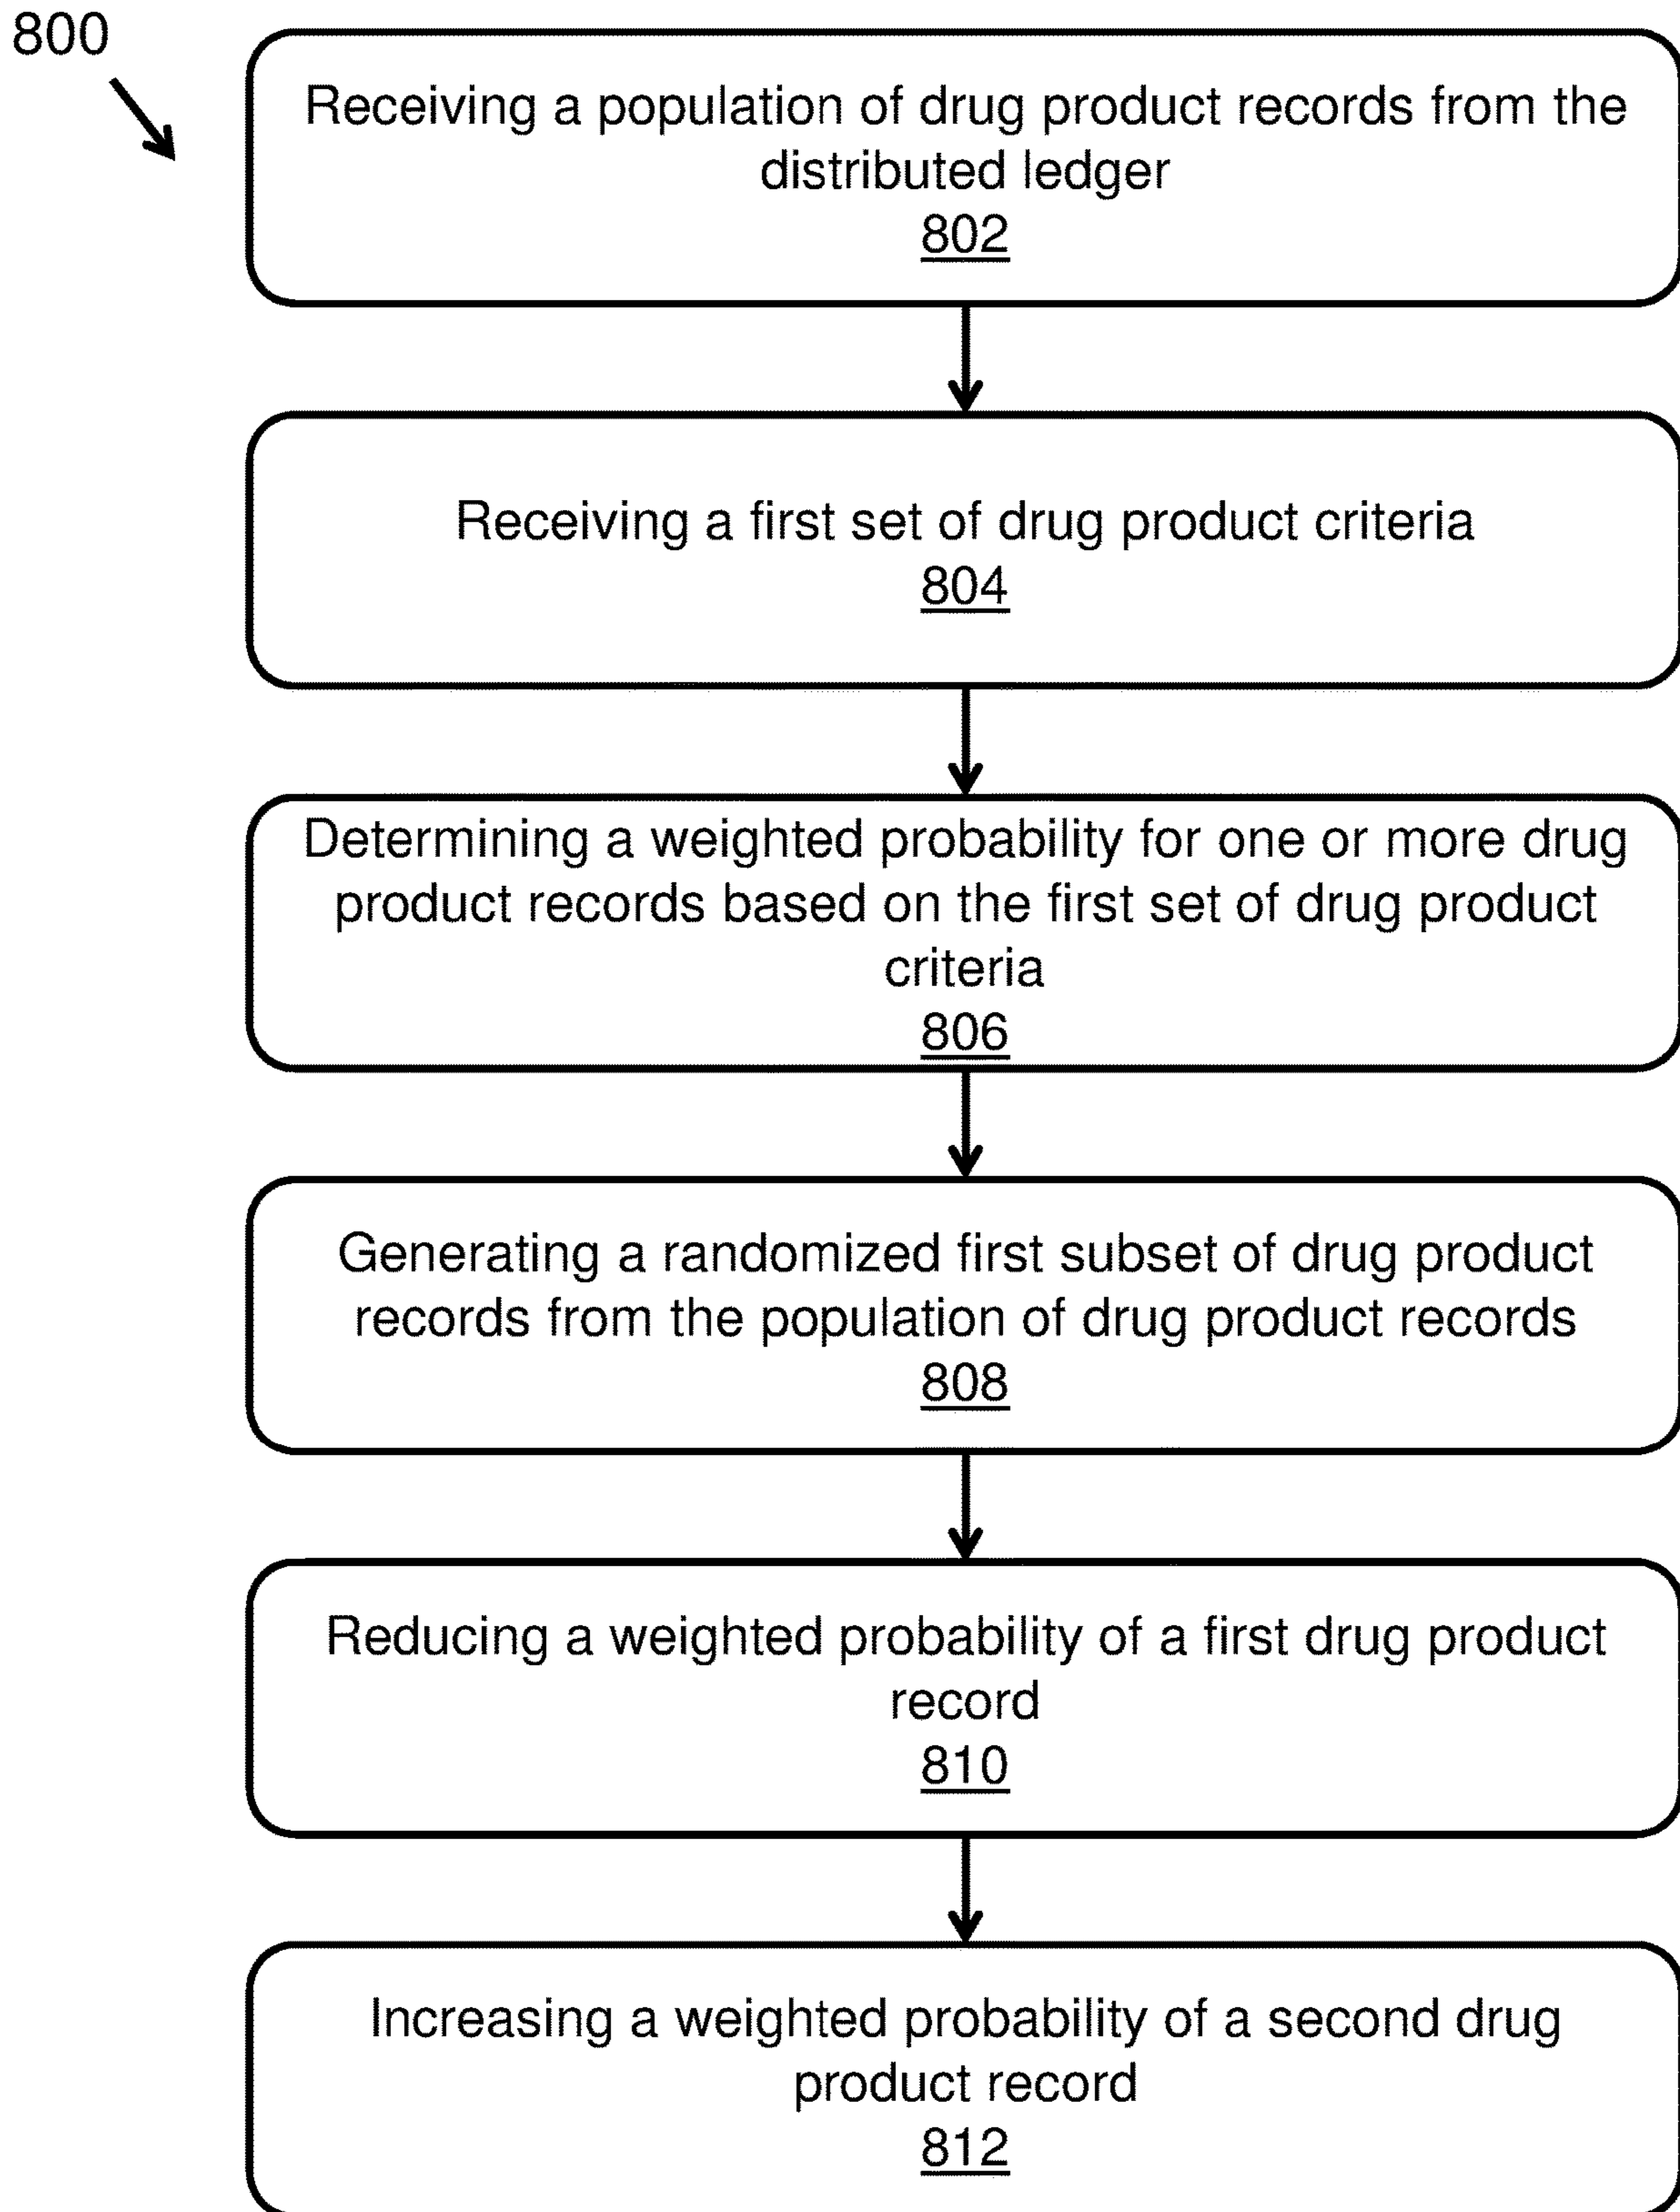 800
Receiving a population of drug product records from the
distributed ledger
802
Receiving a first set of drug product criteria
804
Determining a weighted probability for one or more drug
product records based on the first set of drug product
criteria
806
Generating a randomized first subset of drug product
records from the population of drug product records
808
Reducing a weighted probability of a first drug product
record
810
Increasing a weighted probability of a second drug
product record
812